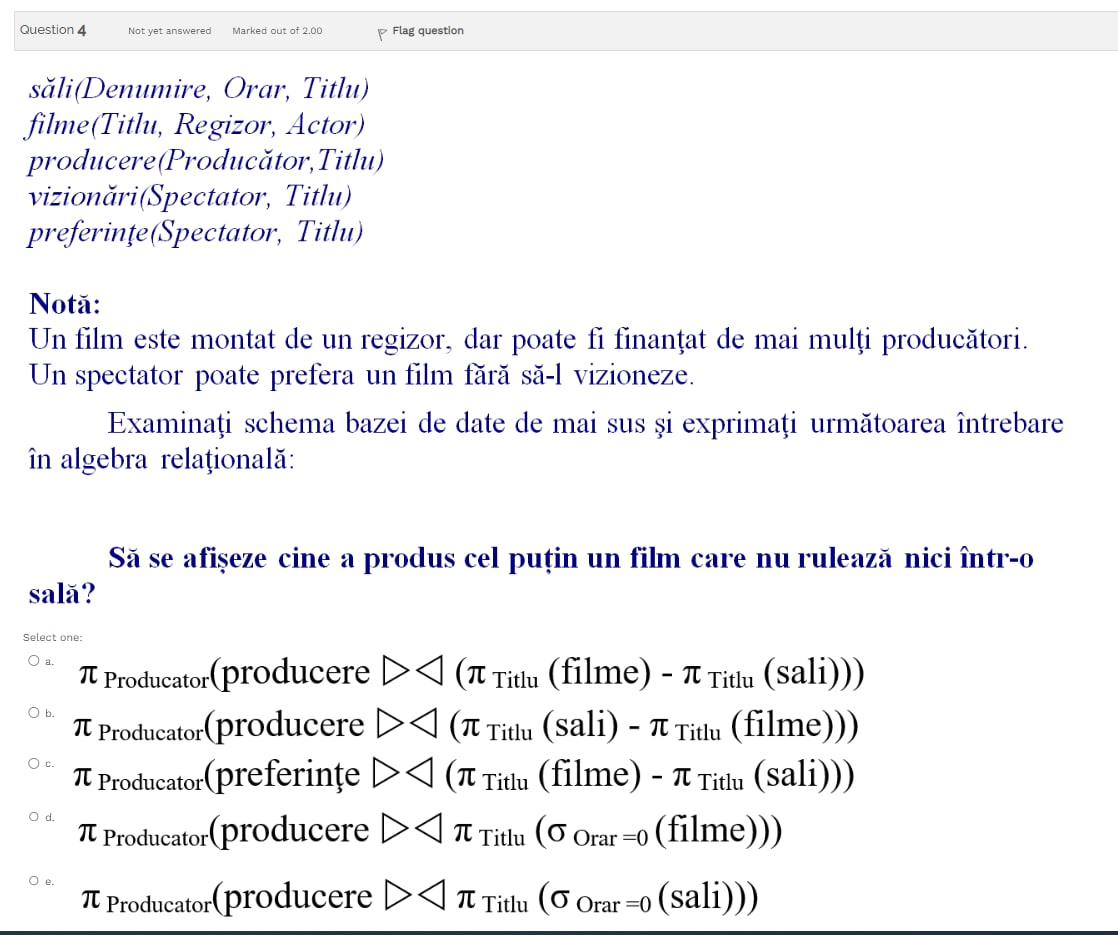 Question 4 Not yet answered Marked out of 2.00 Flag question
săli(Denumire, Orar, Titlu)
filme(Titlu, Regizor, Actor)
producere(Producător,Titlu)
vizionări(Spectator, Titlu)
preferinţe(Spectator, Titlu)
Notă:
Un film este montat de un regizor, dar poate fi finanţat de mai mulţi producători.
Un spectator poate prefera un film fără să-l vizioneze.
Examinaţi schema bazei de date de mai sus şi exprimaţi următoarea întrebare
în algebra relaţională:
Să se afișeze cine a produs cel puțin un film care nu rulează nici într-o
sală?
Select one:
a. π Producator(producere ▷◁ (π Titlu (filme) - π Titlu (sali)))
b. π Producator(producere ▷◁ (π Titlu (sali) - π Titlu (filme)))
c. π Producator(preferinţe ▷◁ (π Titlu (filme) - π Titlu (sali)))
d. π Producator(producere ▷◁ π Titlu (σ Orar =0 (filme)))
e. π Producator(producere ▷◁ π Titlu (σ Orar =0 (sali)))